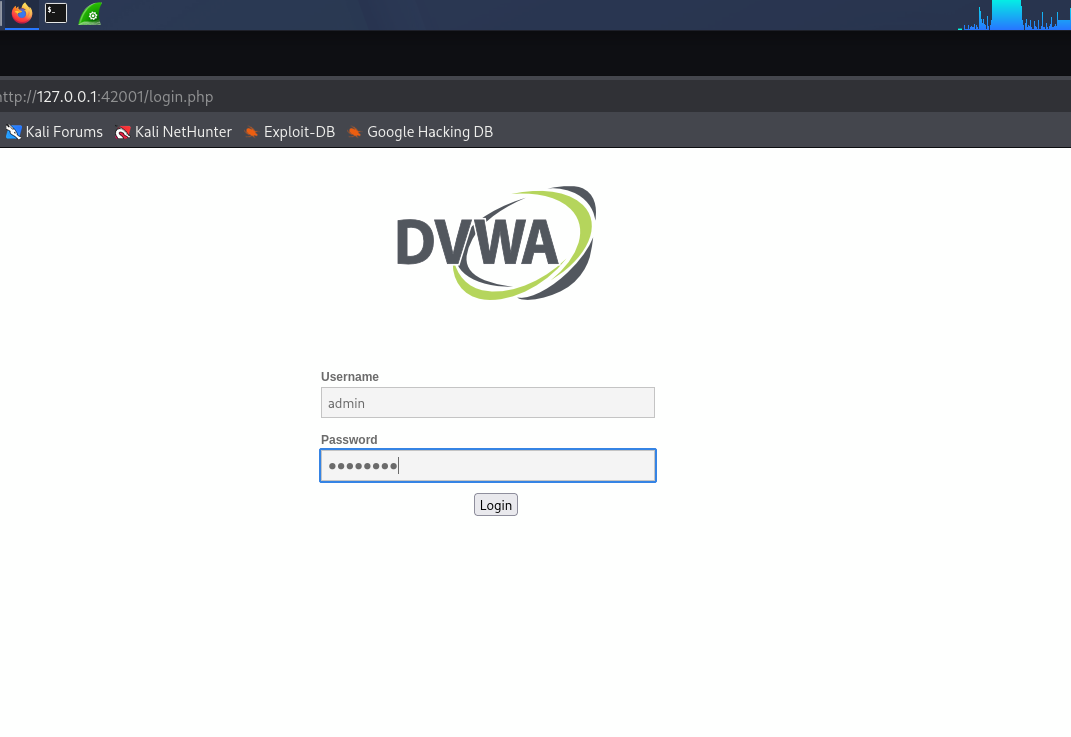 ttp://127.0.0.1:42001/login.php
Kali Forums Kali NetHunter Exploit-DB Google Hacking DB
DVWA
Username
admin
Password
••••••••
Login